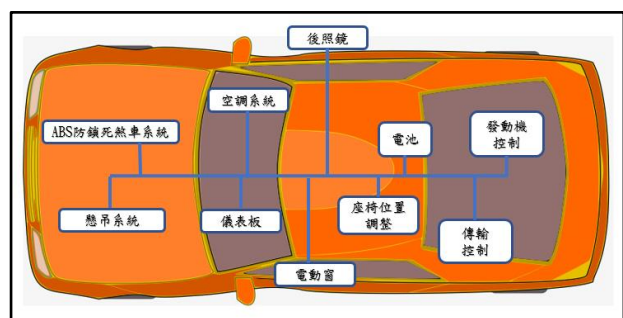 後照鏡
空調系統
ABS防鎖死煞車系統
電池
發動機
控制
懸吊系統
儀表板
座椅位置
調整
傳輸
控制
電動窗